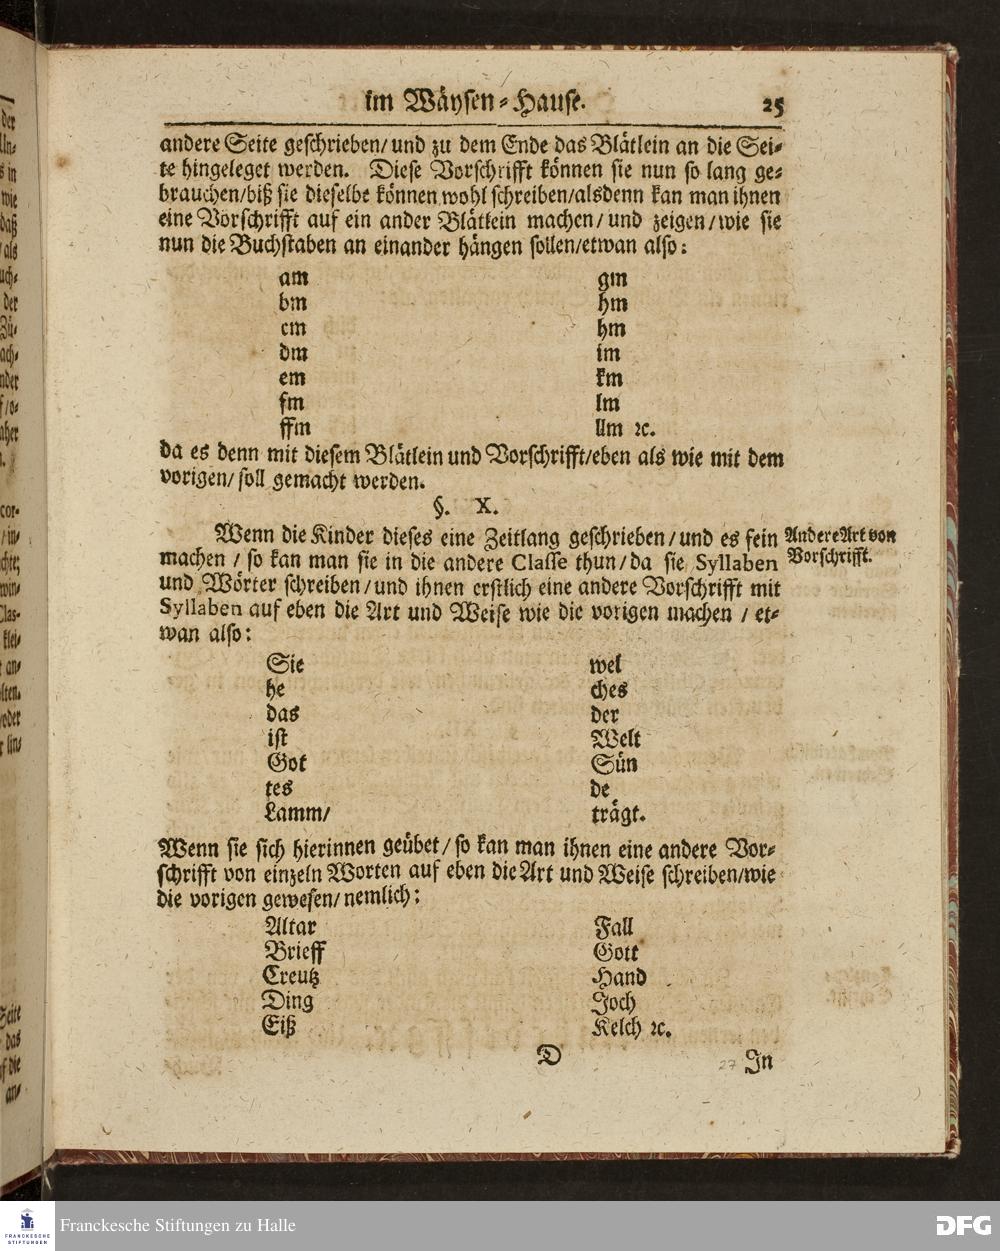 im Wäysen-Hause. 25
andere Seite geschrieben/ und zu dem Ende das Blätlein an die Sei-
te hingeleget werden. Diese Vorschrifft können sie nun so lang ge-
brauchen/biß sie dieselbe können wohl schreiben/alsdenn kan man ihnen
eine Vorschrifft auf ein ander Blätlein machen/ und zeigen/wie sie
nun die Buchstaben an einander hängen sollen/etwan also:
am gm
bm hm
cm hm
dm im
em km
fm lm
ffm llm ꝛc.
da es denn mit diesem Blätlein und Vorschrifft/eben als wie mit dem
vorigen/ soll gemacht werden.
§. X.
Wenn die Kinder dieses eine Zeitlang geschrieben/ und es fein
Andere Art von
Vorschrifft.
machen / so kan man sie in die andere Classe thun/ da sie Syllaben
und Wörter schreiben/ und ihnen erstlich eine andere Vorschrifft mit
Syllaben auf eben die Art und Weise wie die vorigen machen / et-
wan also:
Sie wel
he ches
das der
ist Welt
Got Sün
tes de
Lamm/ trägt.
Wenn sie sich hierinnen geübet/ so kan man ihnen eine andere Vor-
schrifft von einzeln Worten auf eben die Art und Weise schreiben/wie
die vorigen gewesen/ nemlich:
Altar Fall
Brieff Gott
Creutz Hand
Ding Joch
Eiß Kelch ꝛc.
D 27 In
Franckesche Stiftungen zu Halle
FRANCKESCHE
STIFTUNGEN
DFG